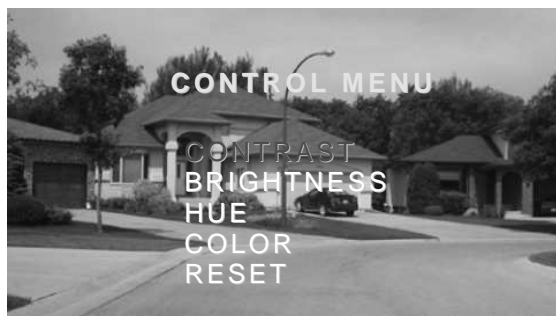 CONTROL MENU
CONTRAST
BRIGHTNESS
HUE
COLOR
RESET